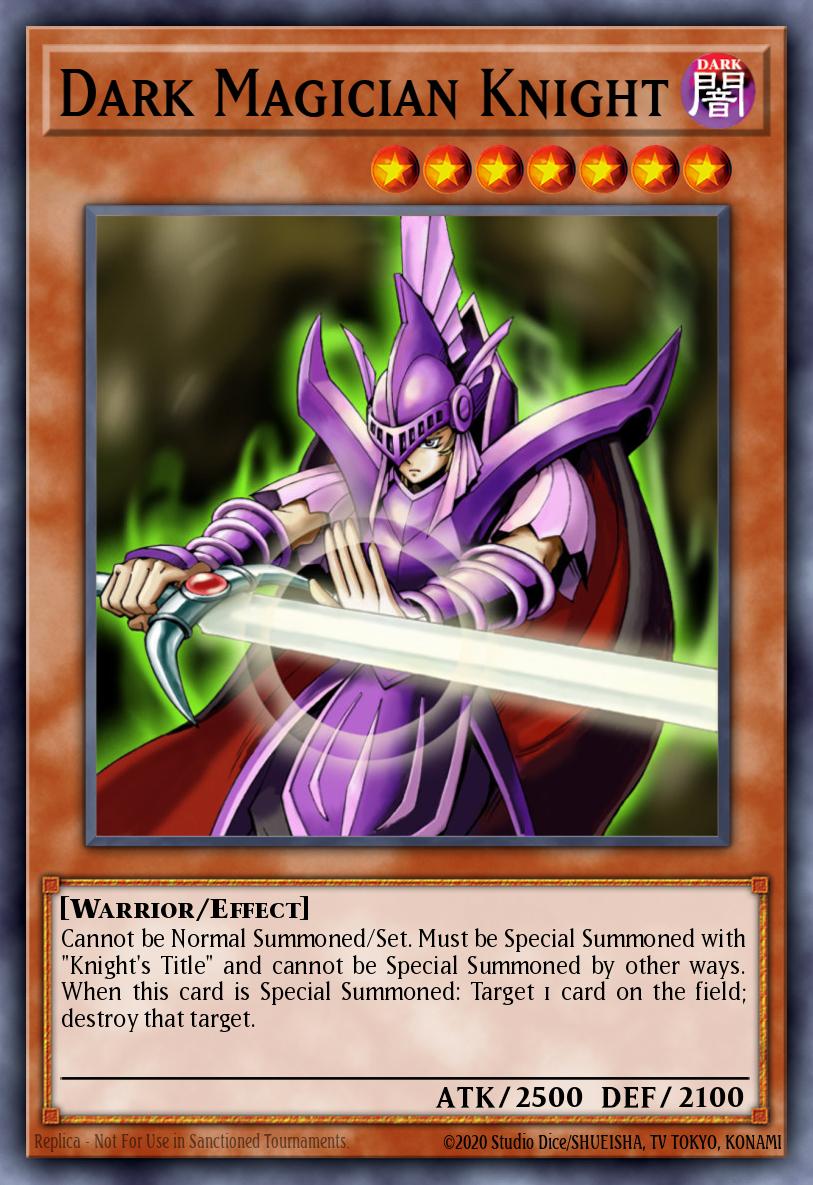 Dark Magician Knight
DARK
闇
[Warrior/Effect]
Cannot be Normal Summoned/Set. Must be Special Summoned with
"Knight's Title" and cannot be Special Summoned by other ways.
When this card is Special Summoned: Target 1 card on the field;
destroy that target.
ATK/2500 DEF/2100
Replica - Not For Use in Sanctioned Tournaments.
©2020 Studio Dice/SHUEISHA, TV TOKYO, KONAMI